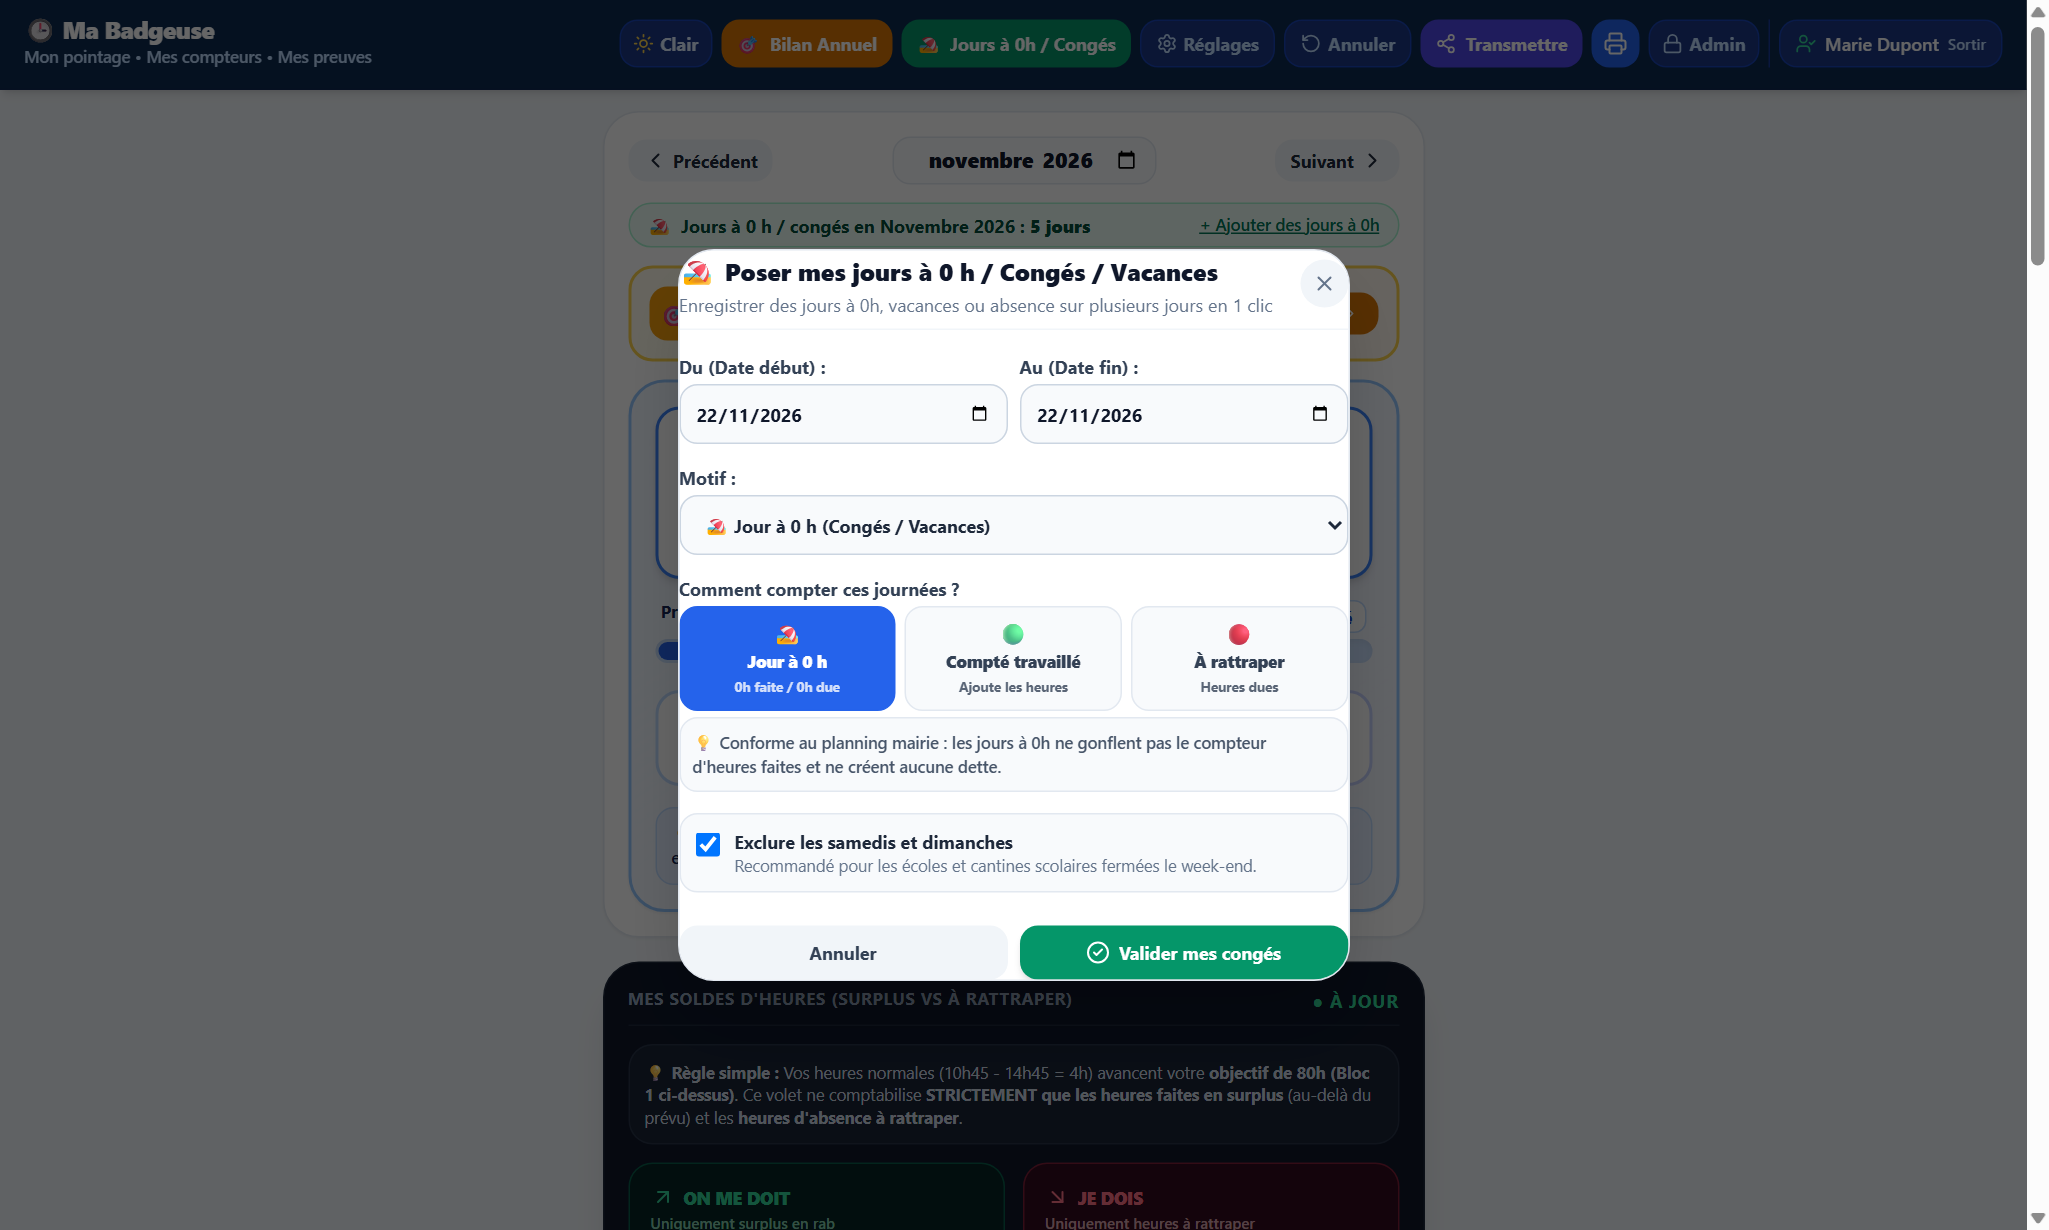 Ma Badgeuse
Mon pointage • Mes compteurs • Mes preuves
Clair
Bilan Annuel
Jours à 0h / Congés
Réglages
Annuler
Transmettre
Admin
Marie Dupont Sortir
Précédent
novembre 2026
Suivant
Jours à 0 h / congés en Novembre 2026 : 5 jours
+ Ajouter des jours à 0h
Poser mes jours à 0 h / Congés / Vacances
Enregistrer des jours à 0h, vacances ou absence sur plusieurs jours en 1 clic
Du (Date début) :
Au (Date fin) :
22/11/2026
22/11/2026
Motif :
Jour à 0 h (Congés / Vacances)
Comment compter ces journées ?
Jour à 0 h
0h faite / 0h due
Compté travaillé
Ajoute les heures
À rattraper
Heures dues
Conforme au planning mairie : les jours à 0h ne gonflent pas le compteur
d'heures faites et ne créent aucune dette.
Exclure les samedis et dimanches
Recommandé pour les écoles et cantines scolaires fermées le week-end.
Annuler
Valider mes congés
MES SOLDES D'HEURES (SURPLUS VS À RATTRAPER)
• À JOUR
Règle simple : Vos heures normales (10h45 - 14h45 = 4h) avancent votre objectif de 80h (Bloc
1 ci-dessus). Ce volet ne comptabilise STRICTEMENT que les heures faites en surplus (au-delà du
prévu) et les heures d'absence à rattraper.
ON ME DOIT
Uniquement surplus en rab
JE DOIS
Uniquement heures à rattraper